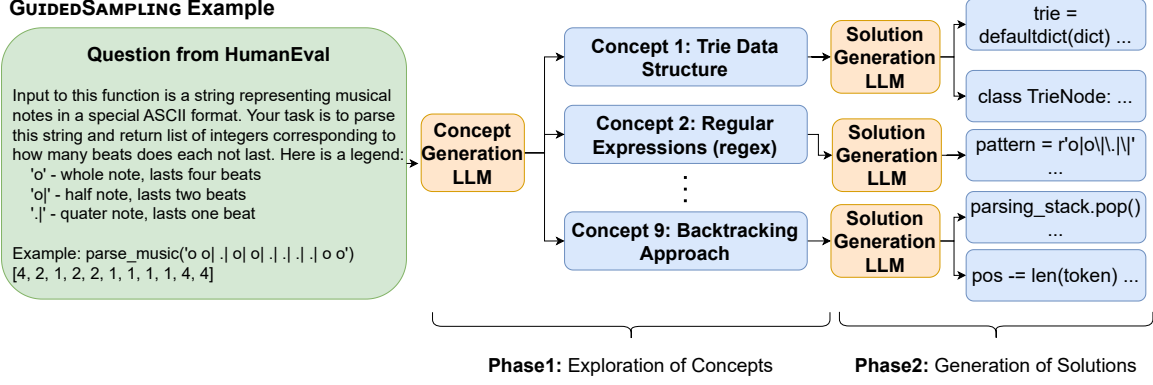 GUIDEDSAMPLING Example
Question from HumanEval
Input to this function is a string representing musical
notes in a special ASCII format. Your task is to parse
this string and return list of integers corresponding to
how many beats does each not last. Here is a legend:
'o' - whole note, lasts four beats
'o|' - half note, lasts two beats
'.|' - quater note, lasts one beat
Example: parse_music('o o| .| o| o| .| .| .| .| o o')
[4, 2, 1, 2, 2, 1, 1, 1, 1, 4, 4]
Concept
Generation
LLM
Concept 1: Trie Data
Structure
Concept 2: Regular
Expressions (regex)
Concept 9: Backtracking
Approach
Solution
Generation
LLM
Solution
Generation
LLM
Solution
Generation
LLM
trie =
defaultdict(dict) ...
class TrieNode: ...
pattern = r'o|o\|\.|\|'
...
parsing_stack.pop()
...
pos -= len(token) ...
Phase1: Exploration of Concepts
Phase2: Generation of Solutions